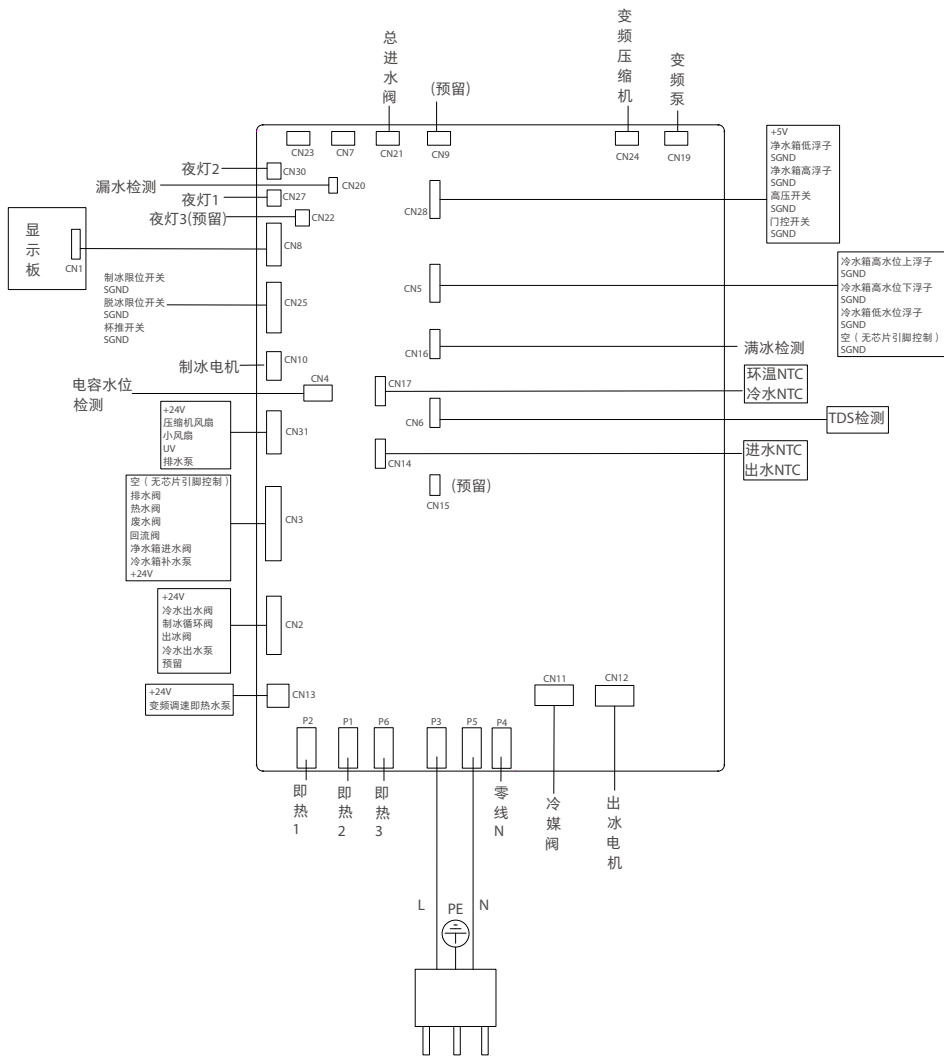 总进水阀
(预留)
变频压缩机
变频泵
CN23
CN7
CN21
CN9
CN24
CN19
夜灯2
CN30
漏水检测
CN20
夜灯1
CN27
夜灯3(预留)
CN22
显示板
CN1
CN8
制冰限位开关
SGND
脱冰限位开关
SGND
杯推开关
SGND
CN25
制冰电机
CN10
电容水位
检测
CN4
+24V
压缩机风扇
小风扇
UV
排水泵
CN31
空（无芯片引脚控制）
排水阀
热水阀
废水阀
回流阀
净水箱进水阀
冷水箱补水泵
+24V
CN3
+24V
冷水出水阀
制冰循环阀
出冰阀
冷水出水泵
预留
CN2
+24V
变频调速即热水泵
CN13
CN28
+5V
净水箱低浮子
SGND
净水箱高浮子
SGND
高压开关
SGND
门控开关
SGND
CN5
冷水箱高水位上浮子
SGND
冷水箱高水位下浮子
SGND
冷水箱低水位浮子
SGND
空（无芯片引脚控制）
SGND
CN16
满冰检测
CN17
环温NTC
冷水NTC
CN6
TDS检测
CN14
进水NTC
出水NTC
CN15
(预留)
CN11
CN12
P2
P1
P6
P3
P5
P4
即热1
即热2
即热3
零线N
冷媒阀
出冰电机
L
PE
N